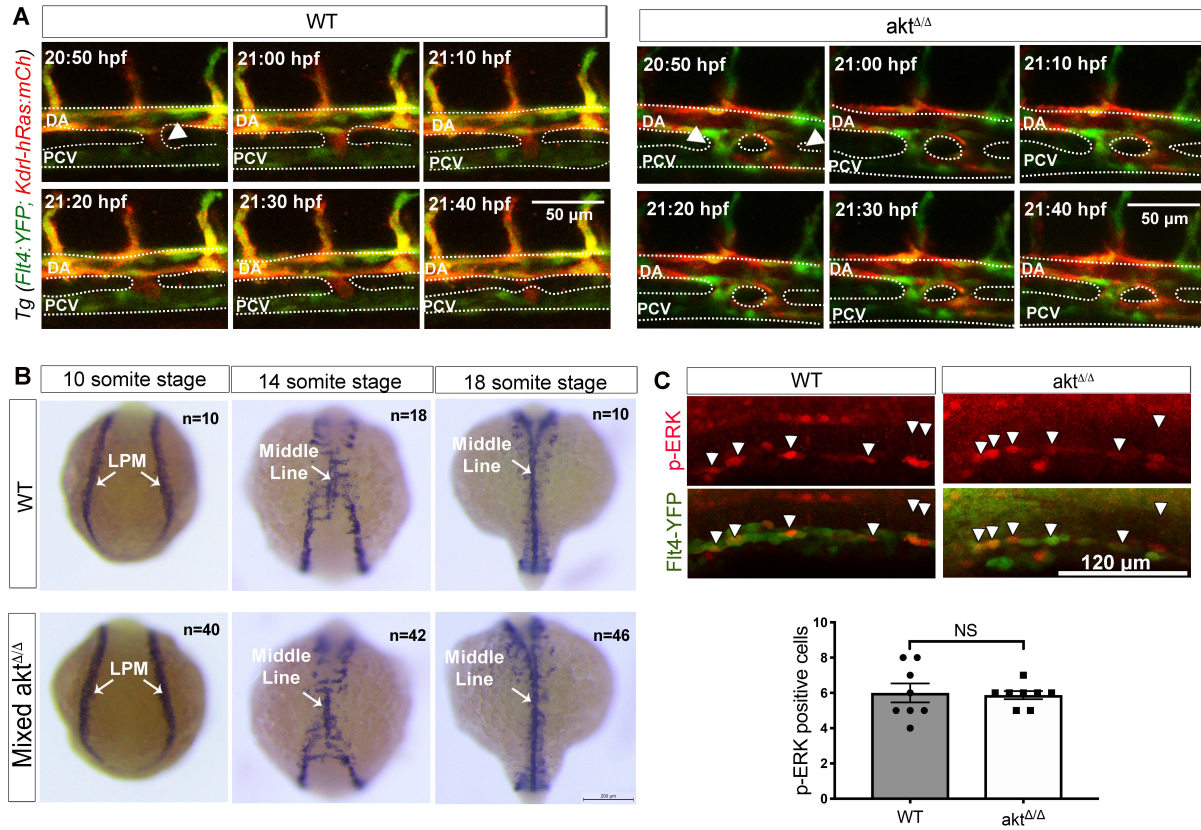 A
WT
akt^Δ/Δ
Tg (Flt4:YFP; Kdrl-hRas:mCh)
20:50 hpf
21:00 hpf
21:10 hpf
DA
DA
DA
PCV
PCV
PCV
21:20 hpf
21:30 hpf
21:40 hpf
50 µm
DA
DA
DA
PCV
PCV
PCV
20:50 hpf
21:00 hpf
21:10 hpf
DA
DA
DA
PCV
PCV
PCV
21:20 hpf
21:30 hpf
21:40 hpf
50 µm
DA
DA
DA
PCV
PCV
PCV
B
10 somite stage
14 somite stage
18 somite stage
WT
n=10
LPM
n=18
Middle
Line
n=10
Middle
Line
Mixed akt^Δ/Δ
n=40
LPM
n=42
Middle
Line
n=46
Middle
Line
200 µm
C
WT
akt^Δ/Δ
p-ERK
Flt4-YFP
120 µm
p-ERK positive cells
10
8
6
4
2
0
NS
WT
akt^Δ/Δ